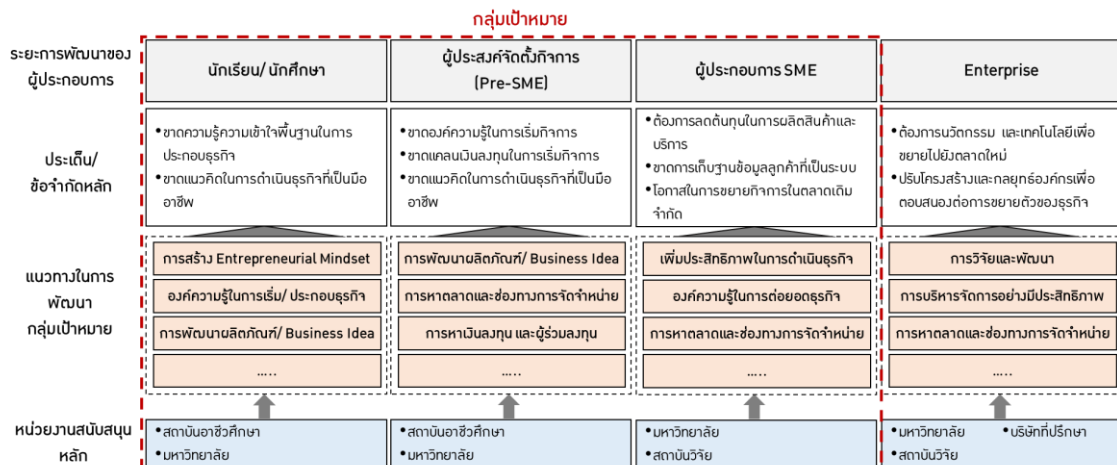 กลุ่มเป้าหมาย
ระยะการพัฒนาของ
ผู้ประกอบการ
นักเรียน/ นักศึกษา
ผู้ประสงค์จัดตั้งกิจการ
(Pre-SME)
ผู้ประกอบการ SME
Enterprise
ประเด็น/
ข้อจำกัดหลัก
•ขาดความรู้ความเข้าใจพื้นฐานในการ
ประกอบธุรกิจ
•ขาดแนวคิดในการดำเนินธุรกิจที่เป็นมือ
อาชีพ
•ขาดองค์ความรู้ในการเริ่มกิจการ
•ขาดแคลนเงินลงทุนในการเริ่มกิจการ
•ขาดแนวคิดในการดำเนินธุรกิจที่เป็นมือ
อาชีพ
•ต้องการลดต้นทุนในการผลิตสินค้าและ
บริการ
•ขาดการเก็บฐานข้อมูลลูกค้าที่เป็นระบบ
•โอกาสในการขยายกิจการในตลาดเดิม
จำกัด
•ต้องการนวัตกรรม และเทคโนโลยีเพื่อ
ขยายไปยังตลาดใหม่
•ปรับโครงสร้างและกลยุทธ์องค์กรเพื่อ
ตอบสนองต่อการขยายตัวของธุรกิจ
แนวทางในการ
พัฒนา
กลุ่มเป้าหมาย
การสร้าง Entrepreneurial Mindset
องค์ความรู้ในการเริ่ม/ ประกอบธุรกิจ
การพัฒนาผลิตภัณฑ์/ Business Idea
.....
การพัฒนาผลิตภัณฑ์/ Business Idea
การหาตลาดและช่องทางการจัดจำหน่าย
การหาเงินลงทุน และผู้ร่วมลงทุน
.....
เพิ่มประสิทธิภาพในการดำเนินธุรกิจ
องค์ความรู้ในการต่อยอดธุรกิจ
การหาตลาดและช่องทางการจัดจำหน่าย
.....
การวิจัยและพัฒนา
การบริหารจัดการอย่างมีประสิทธิภาพ
การหาตลาดและช่องทางการจัดจำหน่าย
.....
หน่วยงานสนับสนุน
หลัก
•สถาบันอาชีวศึกษา
•มหาวิทยาลัย
•สถาบันอาชีวศึกษา
•มหาวิทยาลัย
•มหาวิทยาลัย
•สถาบันวิจัย
•มหาวิทยาลัย •บริษัทที่ปรึกษา
•สถาบันวิจัย